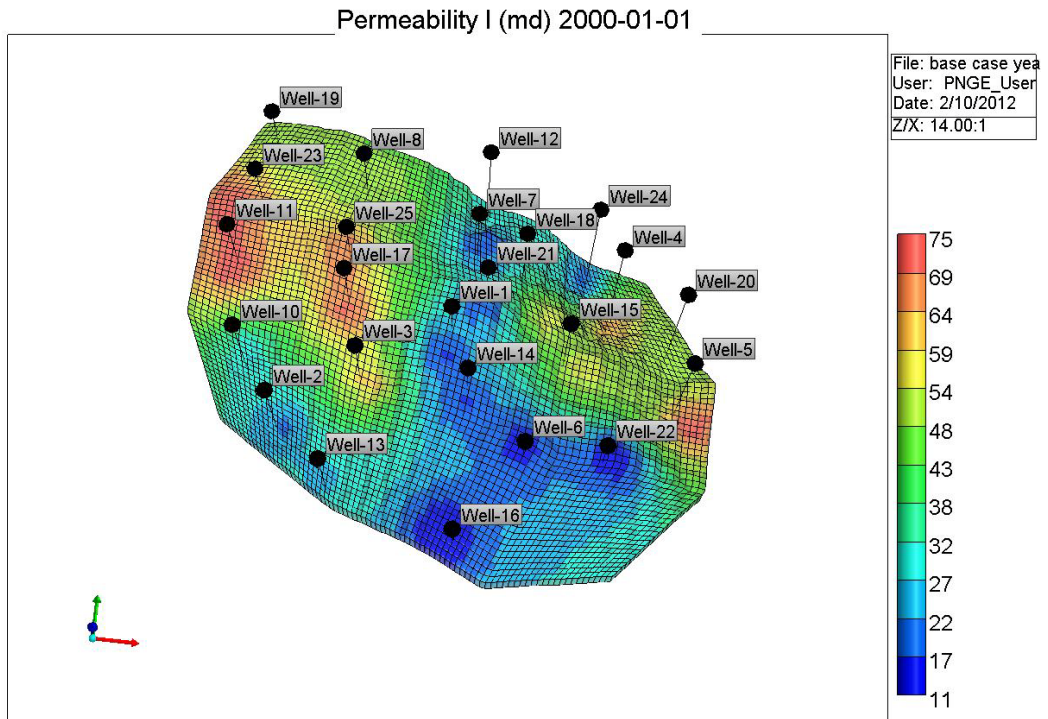 Permeability I (md) 2000-01-01
File: base case yea
User: PNGE_User
Date: 2/10/2012
Z/X: 14.00:1
Well-19
Well-8
Well-12
Well-23
Well-7
Well-24
Well-11
Well-25
Well-18
Well-4
Well-17
Well-21
Well-20
Well-1
Well-10
Well-15
Well-3
Well-14
Well-5
Well-2
Well-13
Well-6
Well-22
Well-16
75
69
64
59
54
48
43
38
32
27
22
17
11